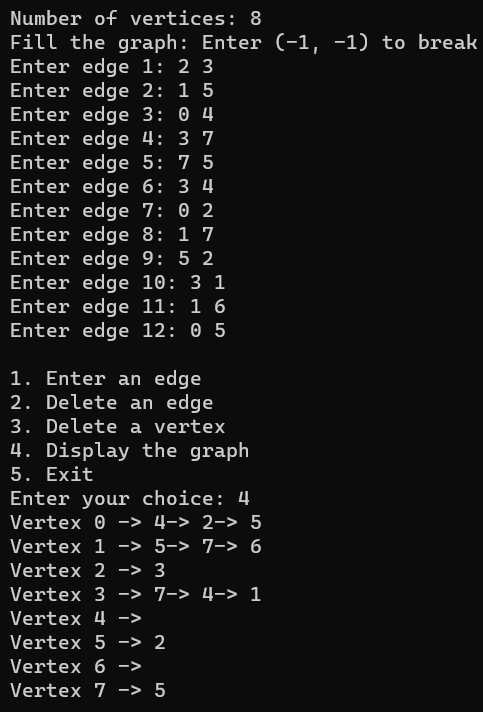 Number of vertices: 8
Fill the graph: Enter (-1, -1) to break
Enter edge 1: 2 3
Enter edge 2: 1 5
Enter edge 3: 0 4
Enter edge 4: 3 7
Enter edge 5: 7 5
Enter edge 6: 3 4
Enter edge 7: 0 2
Enter edge 8: 1 7
Enter edge 9: 5 2
Enter edge 10: 3 1
Enter edge 11: 1 6
Enter edge 12: 0 5
1. Enter an edge
2. Delete an edge
3. Delete a vertex
4. Display the graph
5. Exit
Enter your choice: 4
Vertex 0 -> 4-> 2-> 5
Vertex 1 -> 5-> 7-> 6
Vertex 2 -> 3
Vertex 3 -> 7-> 4-> 1
Vertex 4 ->
Vertex 5 -> 2
Vertex 6 ->
Vertex 7 -> 5